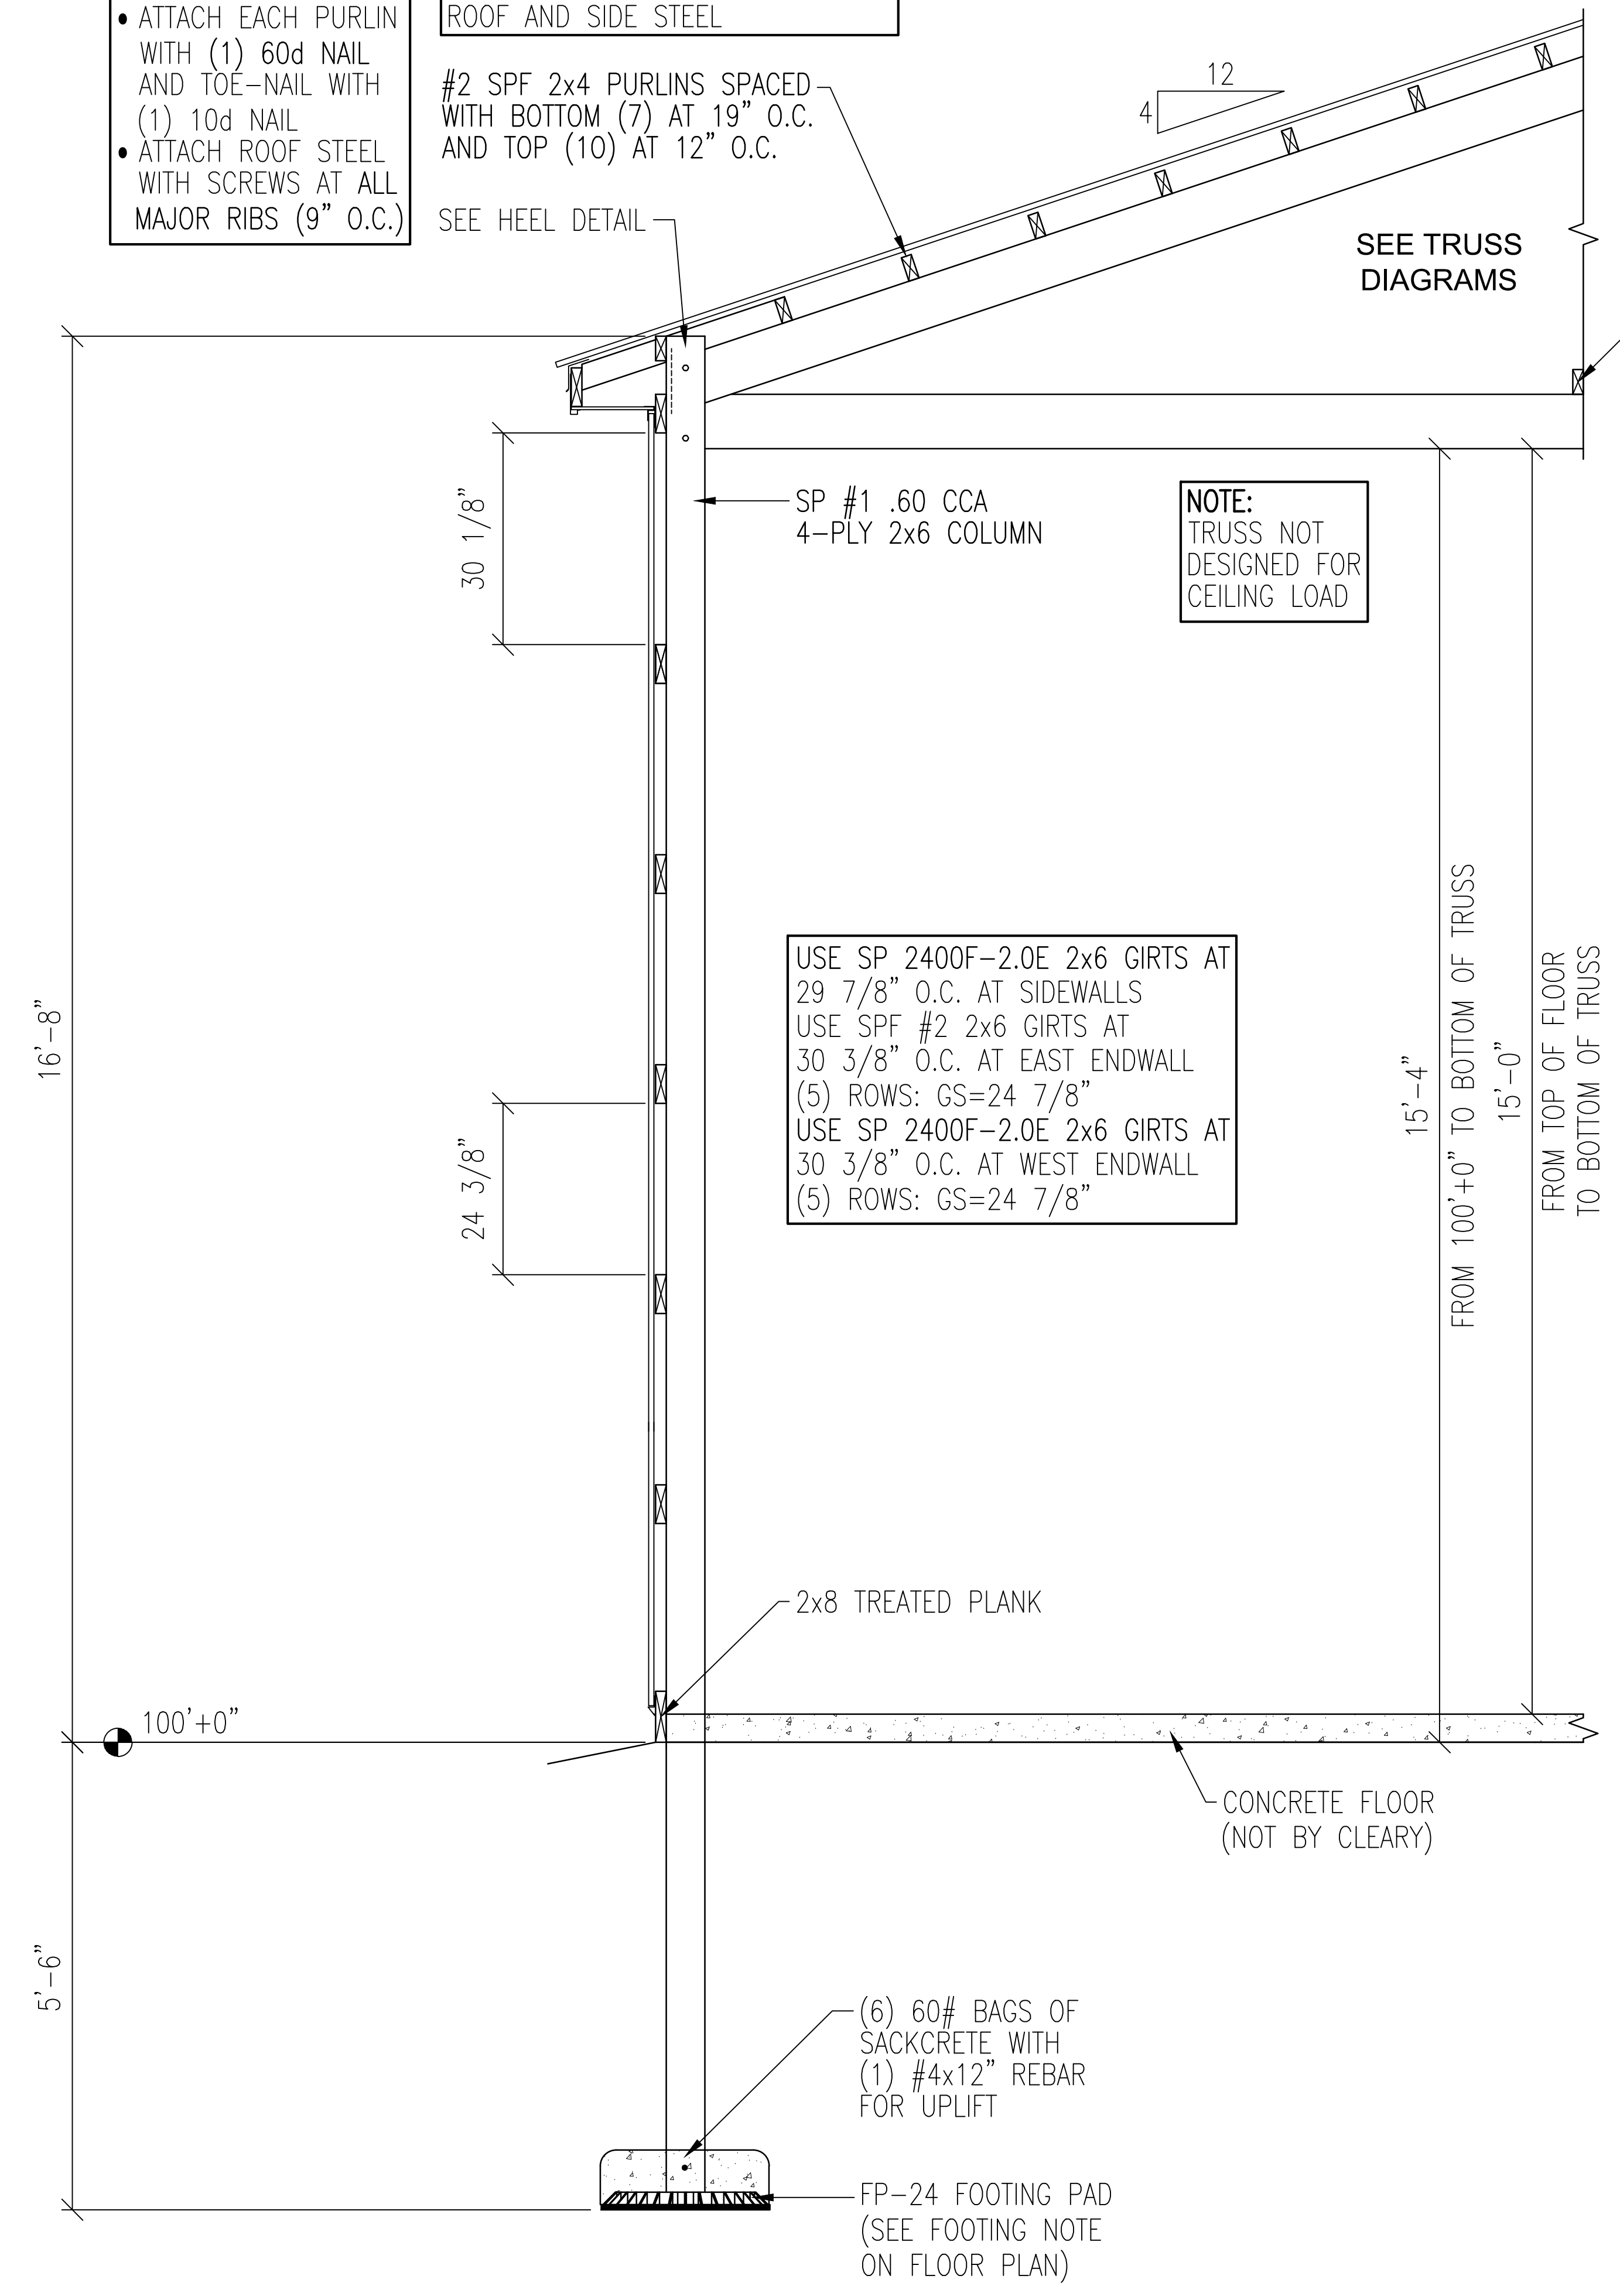 • ATTACH EACH PURLIN
WITH (1) 60d NAIL
AND TOE-NAIL WITH
(1) 10d NAIL
• ATTACH ROOF STEEL
WITH SCREWS AT ALL
MAJOR RIBS (9" O.C.)
ROOF AND SIDE STEEL
#2 SPF 2x4 PURLINS SPACED
WITH BOTTOM (7) AT 19" O.C.
AND TOP (10) AT 12" O.C.
SEE HEEL DETAIL
12
4
SEE TRUSS
DIAGRAMS
30 1/8"
SP #1 .60 CCA
4-PLY 2x6 COLUMN
NOTE:
TRUSS NOT
DESIGNED FOR
CEILING LOAD
16'-8"
24 3/8"
USE SP 2400F-2.0E 2x6 GIRTS AT
29 7/8" O.C. AT SIDEWALLS
USE SPF #2 2x6 GIRTS AT
30 3/8" O.C. AT EAST ENDWALL
(5) ROWS: GS=24 7/8"
USE SP 2400F-2.0E 2x6 GIRTS AT
30 3/8" O.C. AT WEST ENDWALL
(5) ROWS: GS=24 7/8"
15'-4"
FROM 100'+0" TO BOTTOM OF TRUSS
15'-0"
FROM TOP OF FLOOR
TO BOTTOM OF TRUSS
2x8 TREATED PLANK
100'+0"
CONCRETE FLOOR
(NOT BY CLEARY)
5'-6"
(6) 60# BAGS OF
SACKCRETE WITH
(1) #4x12" REBAR
FOR UPLIFT
FP-24 FOOTING PAD
(SEE FOOTING NOTE
ON FLOOR PLAN)